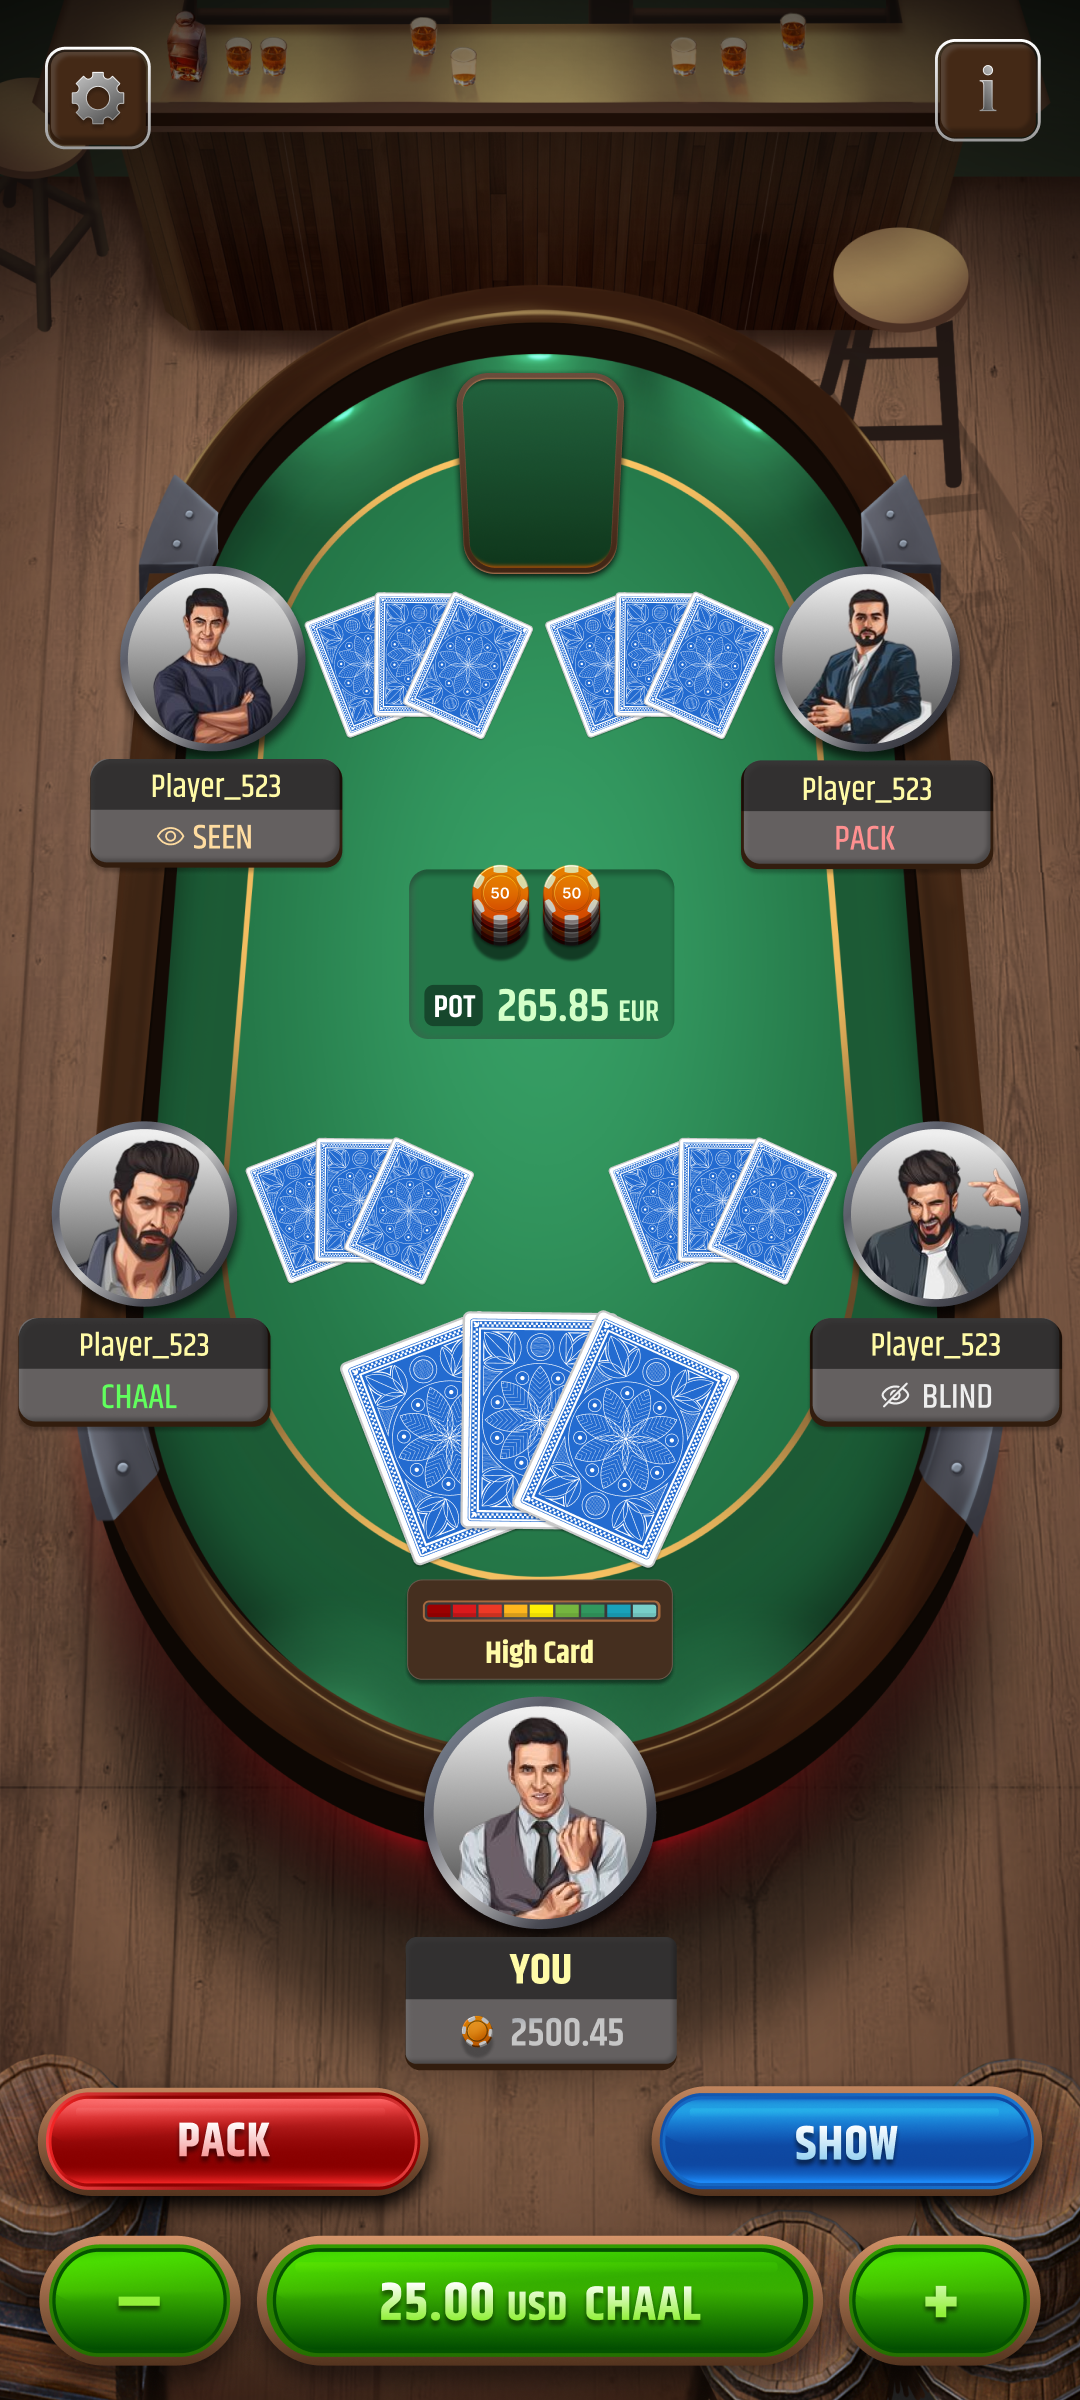 i
Player_523
SEEN
Player_523
PACK
50 50
POT 265.85 EUR
Player_523
CHAAL
Player_523
BLIND
High Card
YOU
2500.45
PACK
SHOW
− 25.00 USD CHAAL +